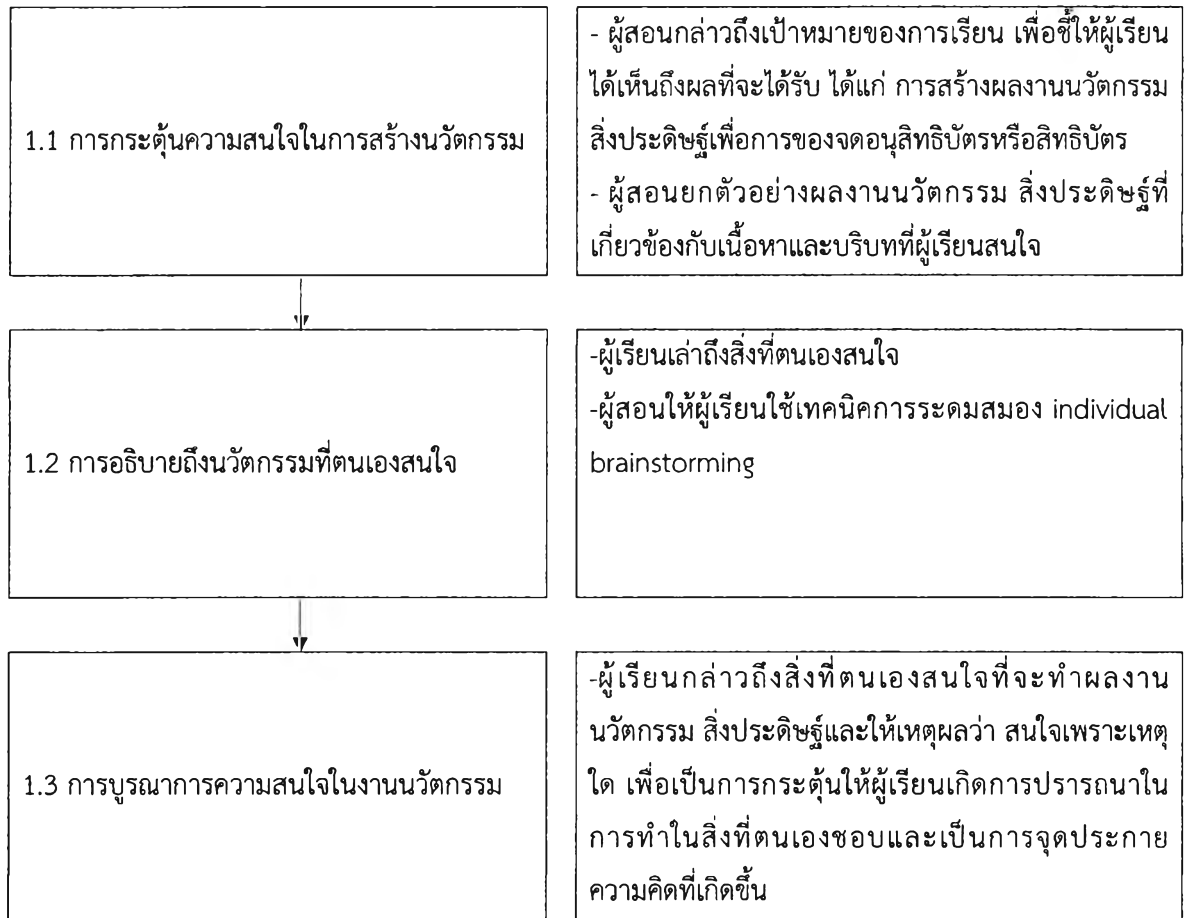 1.1 การกระตุ้นความสนใจในการสร้างนวัตกรรม
- ผู้สอนกล่าวถึงเป้าหมายของการเรียน เพื่อชี้ให้ผู้เรียน
ได้เห็นถึงผลที่จะได้รับ ได้แก่ การสร้างผลงานนวัตกรรม
สิ่งประดิษฐ์เพื่อการของจดอนุสิทธิบัตรหรือสิทธิบัตร
- ผู้สอนยกตัวอย่างผลงานนวัตกรรม สิ่งประดิษฐ์ที่
เกี่ยวข้องกับเนื้อหาและบริบทที่ผู้เรียนสนใจ
1.2 การอธิบายถึงนวัตกรรมที่ตนเองสนใจ
-ผู้เรียนเล่าถึงสิ่งที่ตนเองสนใจ
-ผู้สอนให้ผู้เรียนใช้เทคนิคการระดมสมอง individual
brainstorming
1.3 การบูรณาการความสนใจในงานนวัตกรรม
-ผู้เรียนกล่าวถึงสิ่งที่ตนเองสนใจที่จะทำผลงาน
นวัตกรรม สิ่งประดิษฐ์และให้เหตุผลว่า สนใจเพราะเหตุ
ใด เพื่อเป็นการกระตุ้นให้ผู้เรียนเกิดการปรารถนาใน
การทำในสิ่งที่ตนเองชอบและเป็นการจุดประกาย
ความคิดที่เกิดขึ้น